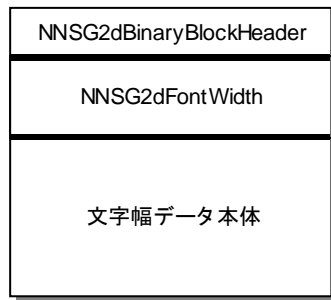 NNSG2dBinaryBlockHeader
NNSG2dFontWidth
文字幅データ本体